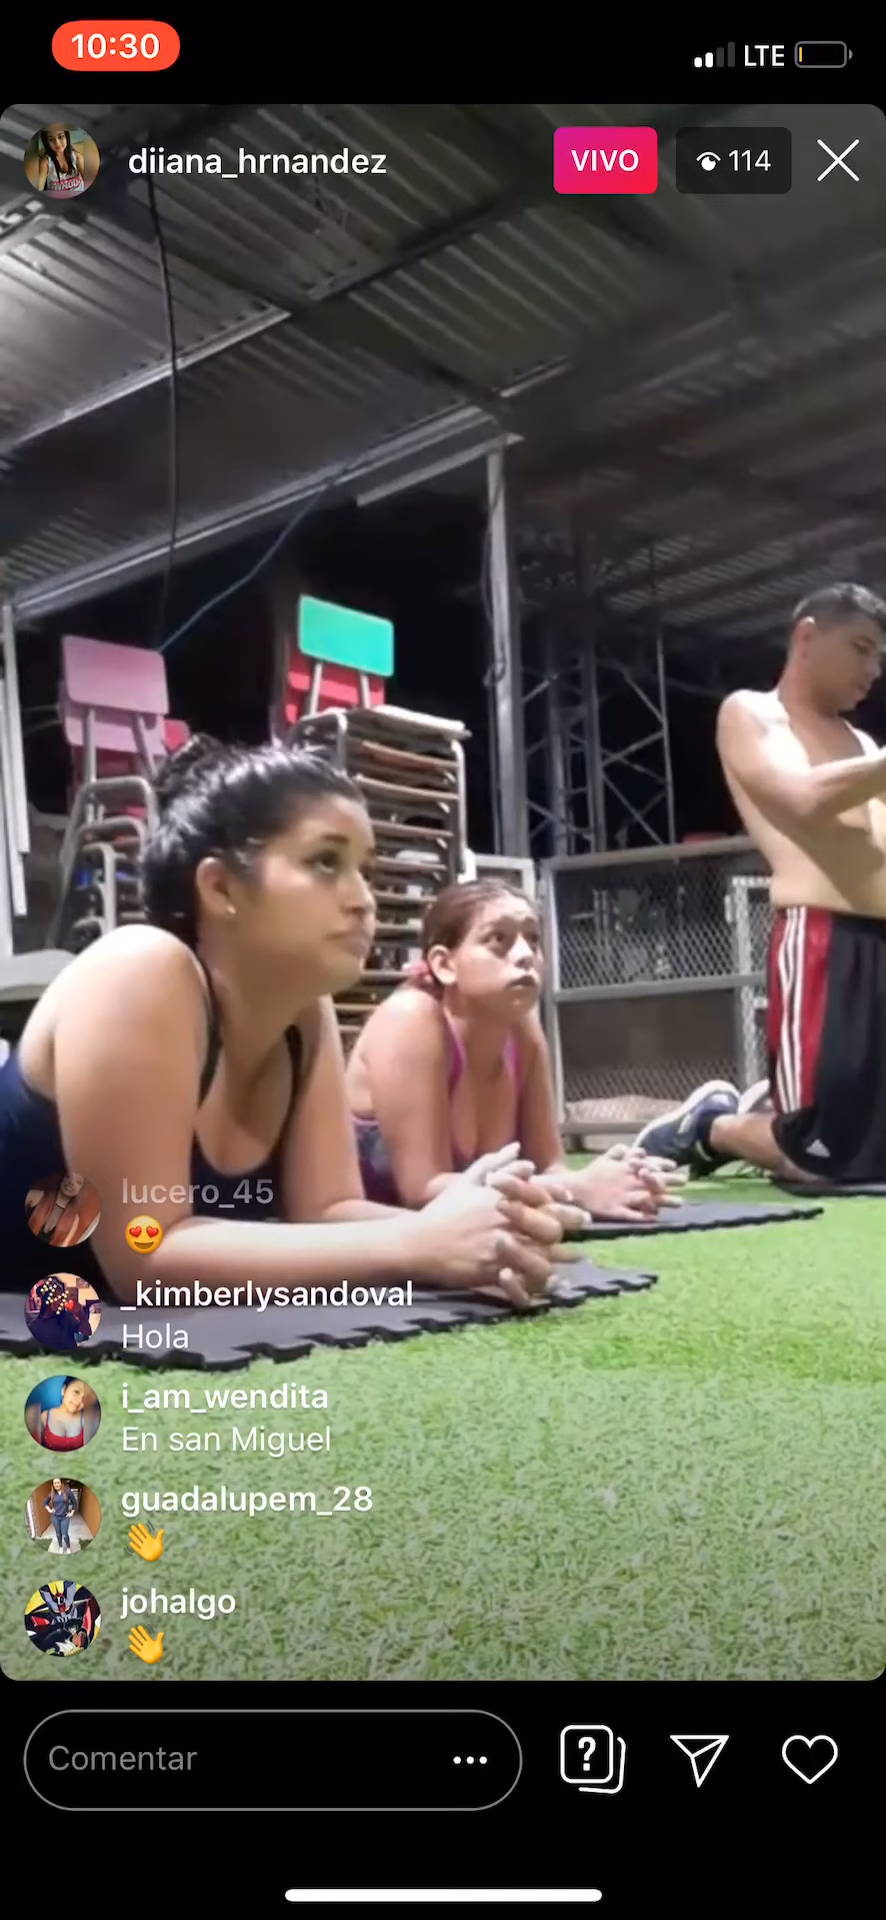 10:30
LTE
diiana_hrnandez
VIVO
114
lucero_45
_kimberlysandoval
Hola
i_am_wendita
En san Miguel
guadalupem_28
johalgo
Comentar